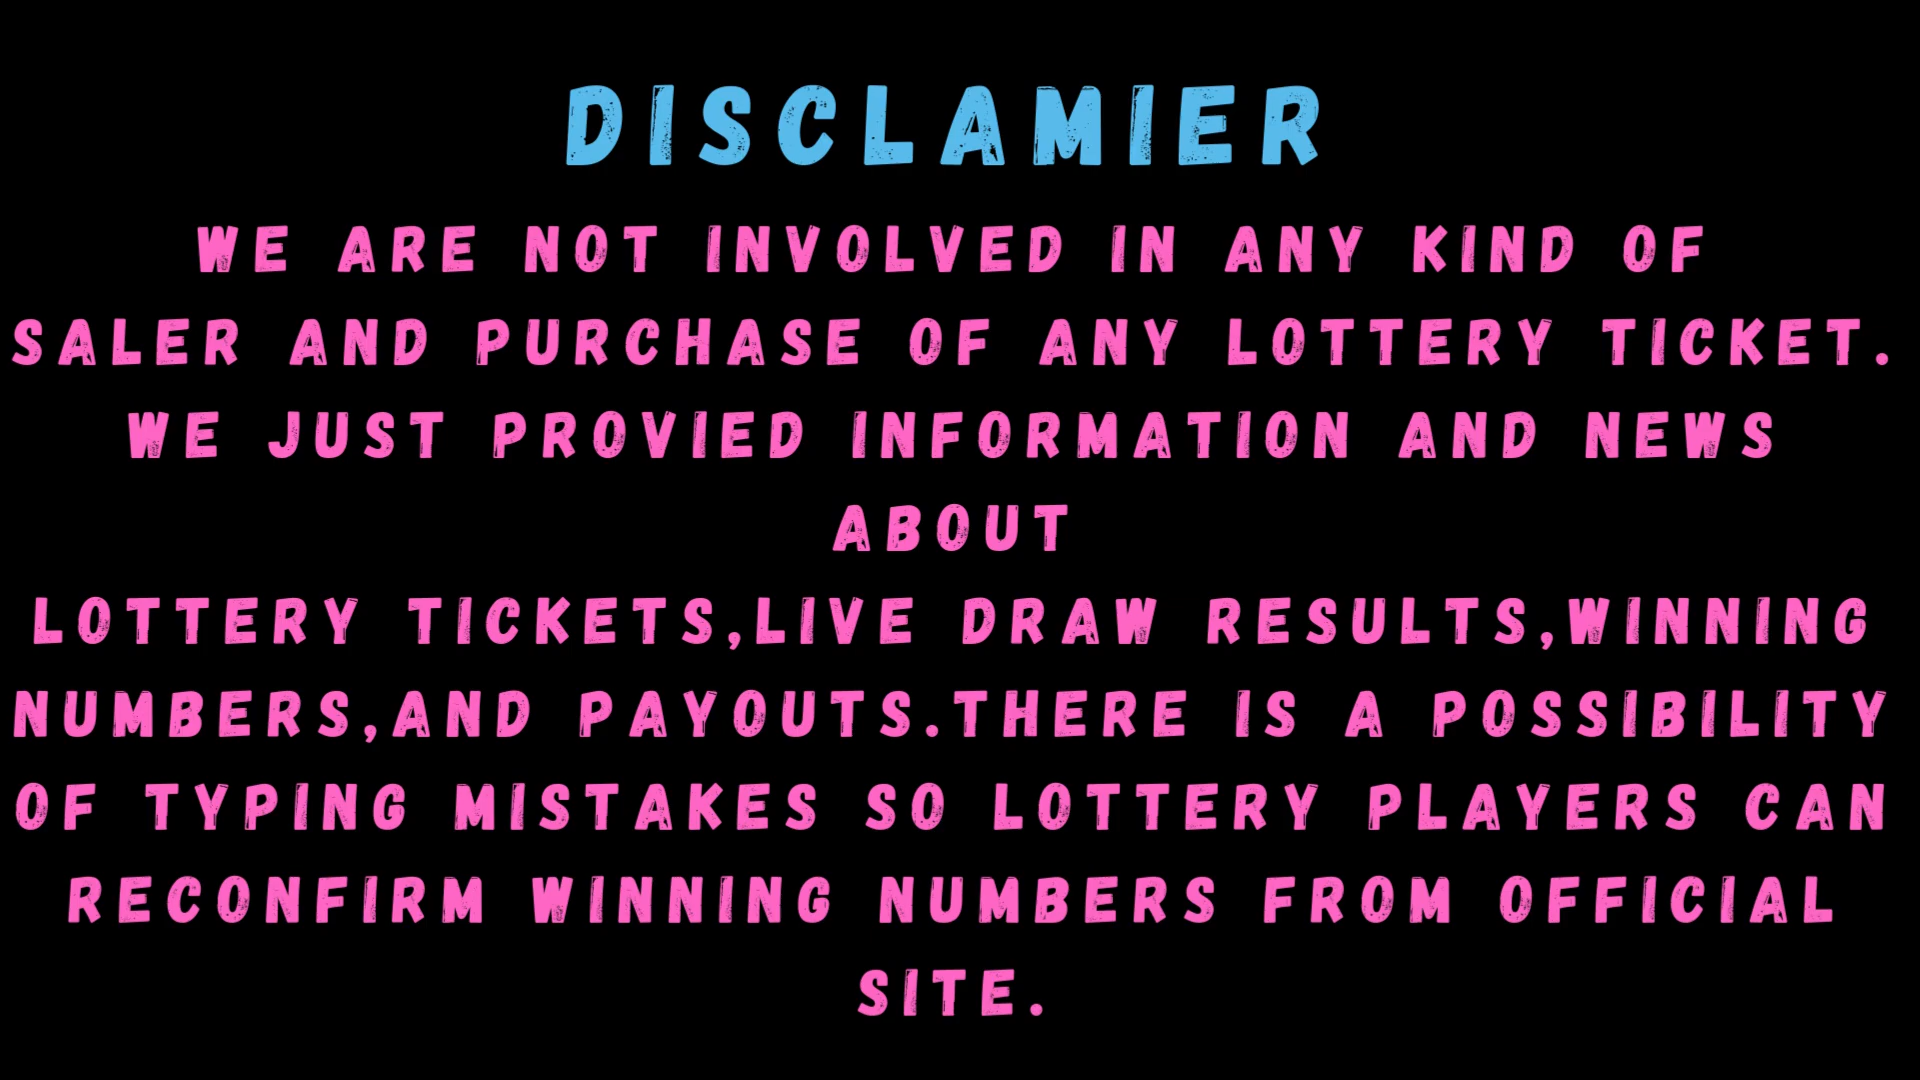 DISCLAMIER
WE ARE NOT INVOLVED IN ANY KIND OF
SALER AND PURCHASE OF ANY LOTTERY TICKET.
WE JUST PROVIED INFORMATION AND NEWS
ABOUT
LOTTERY TICKETS,LIVE DRAW RESULTS,WINNING
NUMBERS,AND PAYOUTS.THERE IS A POSSIBILITY
OF TYPING MISTAKES SO LOTTERY PLAYERS CAN
RECONFIRM WINNING NUMBERS FROM OFFICIAL
SITE.